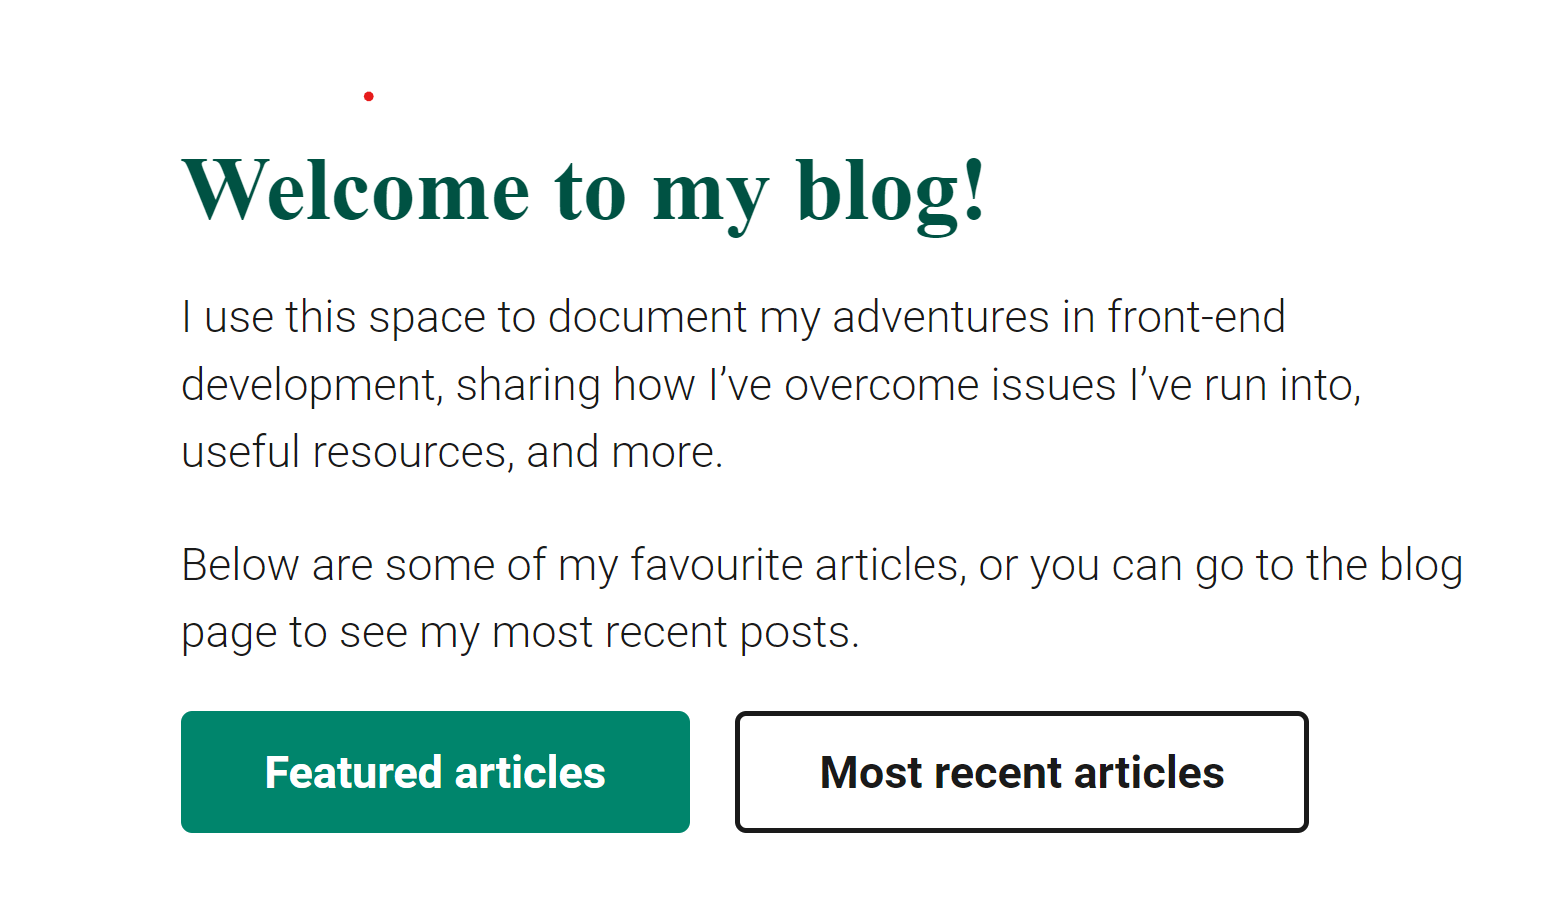 Welcome to my blog!
I use this space to document my adventures in front-end
development, sharing how I’ve overcome issues I’ve run into,
useful resources, and more.
Below are some of my favourite articles, or you can go to the blog
page to see my most recent posts.
Featured articles
Most recent articles